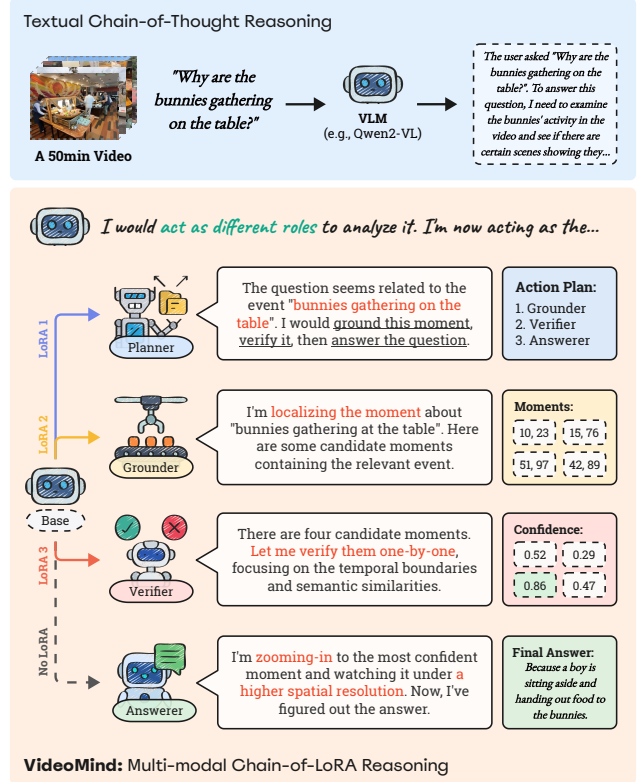 Textual Chain-of-Thought Reasoning
A 50min Video
"Why are the
bunnies gathering
on the table?"
VLM
(e.g., Qwen2-VL)
The user asked "Why are the
bunnies gathering on the
table?". To answer this
question, I need to examine
the bunnies' activity in the
video and see if there are
certain scenes showing they...
I would act as different roles to analyze it. I'm now acting as the...
LoRA 1
Planner
The question seems related to the
event "bunnies gathering on the
table". I would ground this moment,
verify it, then answer the question.
Action Plan:
1. Grounder
2. Verifier
3. Answerer
LoRA 2
Grounder
I'm localizing the moment about
"bunnies gathering at the table". Here
are some candidate moments
containing the relevant event.
Moments:
10, 23 15, 76
51, 97 42, 89
Base
LoRA 3
Verifier
There are four candidate moments.
Let me verify them one-by-one,
focusing on the temporal boundaries
and semantic similarities.
Confidence:
0.52 0.29
0.86 0.47
No LoRA
Answerer
I'm zooming-in to the most confident
moment and watching it under a
higher spatial resolution. Now, I've
figured out the answer.
Final Answer:
Because a boy is
sitting aside and
handing out food to
the bunnies.
VideoMind: Multi-modal Chain-of-LoRA Reasoning